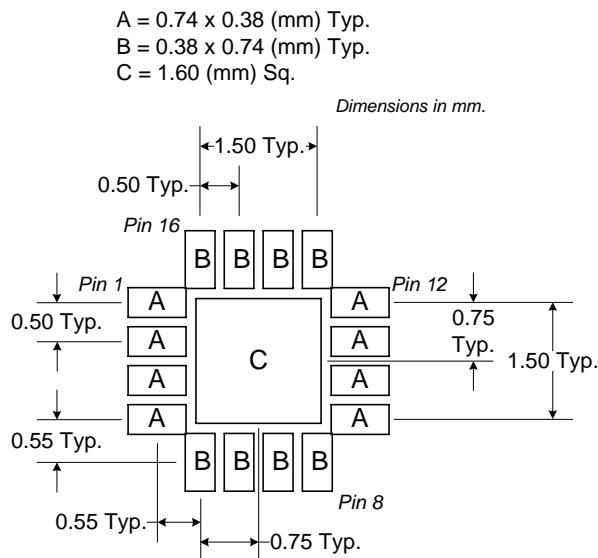 A = 0.74 x 0.38 (mm) Typ.
B = 0.38 x 0.74 (mm) Typ.
C = 1.60 (mm) Sq.
Dimensions in mm.
1.50 Typ.
0.50 Typ.
Pin 16
B B B B
Pin 1
Pin 12
A
A
0.50 Typ.
0.75
Typ.
A
A
C
1.50 Typ.
A
A
A
A
0.55 Typ.
B B B B
Pin 8
0.55 Typ.
0.75 Typ.